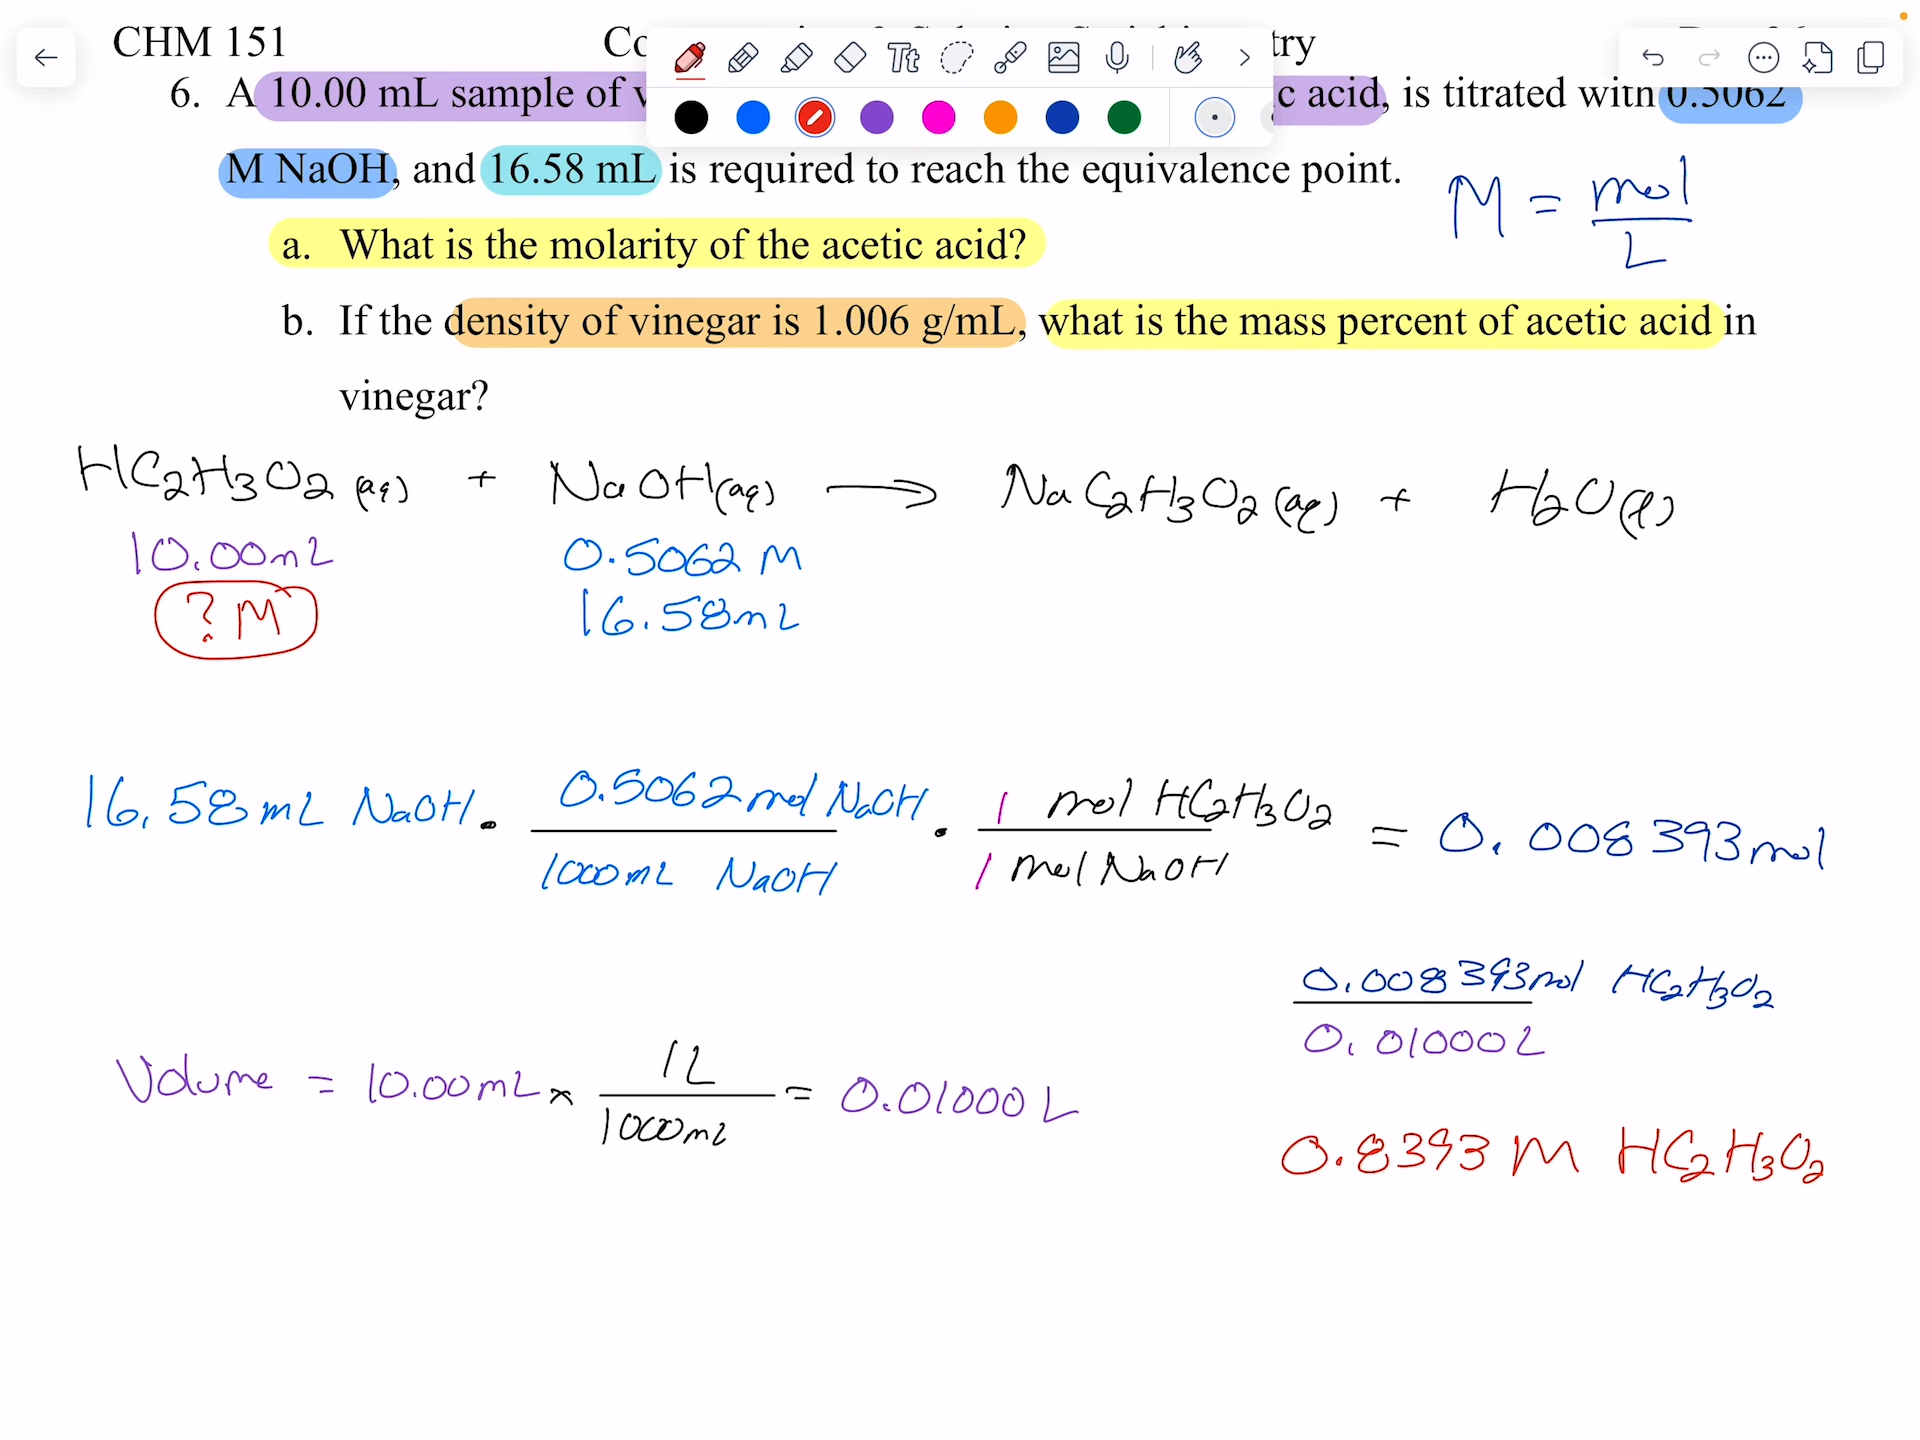 CHM 151
try
6. A 10.00 mL sample of c acid, is titrated with 0.5062
M NaOH, and 16.58 mL is required to reach the equivalence point.
M = mol / L
a. What is the molarity of the acetic acid?
b. If the density of vinegar is 1.006 g/mL, what is the mass percent of acetic acid in
vinegar?
HC2H3O2 (aq) + NaOH(aq) → NaC2H3O2 (aq) + H2O(l)
10.00mL 0.5062 M
? M 16.58mL
16.58 mL NaOH · 0.5062 mol NaOH / 1000 mL NaOH · 1 mol HC2H3O2 / 1 mol NaOH = 0.008393 mol
0.008393 mol HC2H3O2
0.01000 L
Volume = 10.00 mL × 1L / 1000mL = 0.01000 L
0.8393 M HC2H3O2